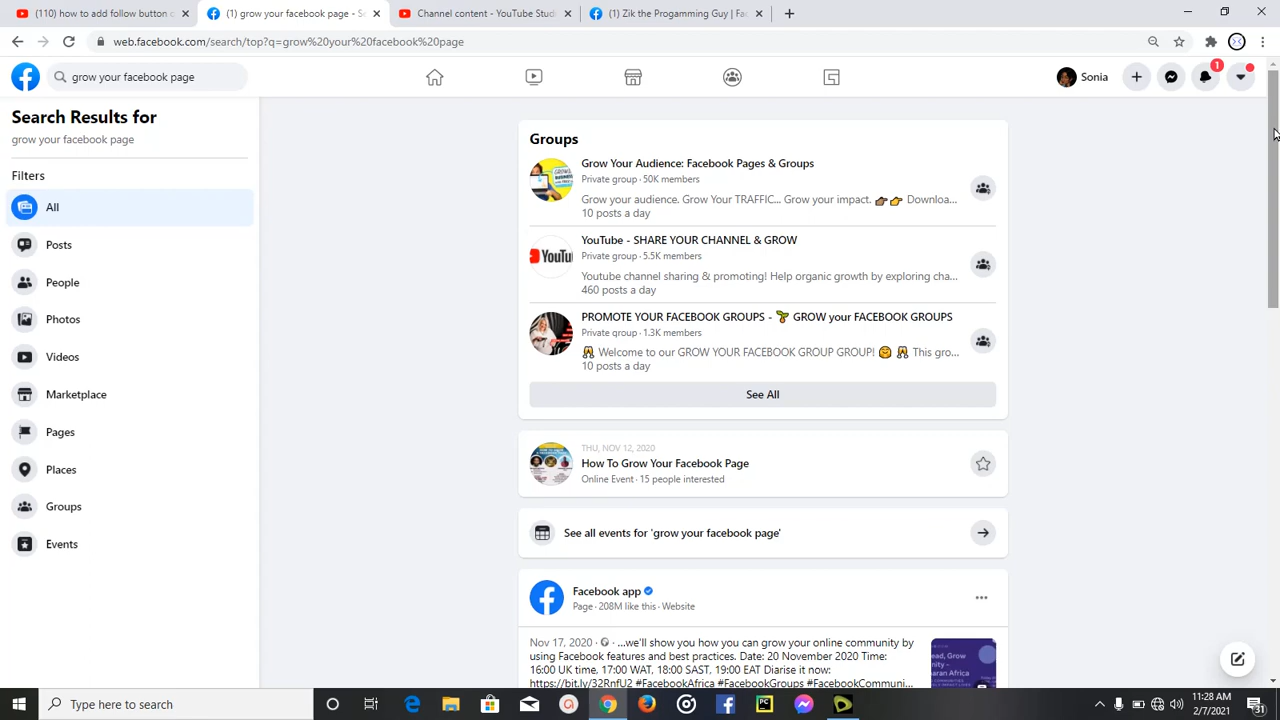 (110) how to add follow button o
(1) grow your facebook page - Se
Channel content - YouTube Studi
(1) Zik the Progamming Guy | Fac
web.facebook.com/search/top?q=grow%20your%20facebook%20page
grow your facebook page
Sonia
1
Search Results for
grow your facebook page
Filters
All
Posts
People
Photos
Videos
Marketplace
Pages
Places
Groups
Events
Groups
Grow Your Audience: Facebook Pages & Groups
Private group · 50K members
Grow your audience. Grow Your TRAFFIC... Grow your impact. 👉🏾 👉 Downloa...
10 posts a day
YouTube - SHARE YOUR CHANNEL & GROW
Private group · 5.5K members
Youtube channel sharing & promoting! Help organic growth by exploring cha...
460 posts a day
PROMOTE YOUR FACEBOOK GROUPS - 🌱 GROW your FACEBOOK GROUPS
Private group · 1.3K members
🥂 Welcome to our GROW YOUR FACEBOOK GROUP GROUP! 🤗 🥂 This gro...
10 posts a day
See All
THU, NOV 12, 2020
How To Grow Your Facebook Page
Online Event · 15 people interested
See all events for 'grow your facebook page'
Facebook app
Page · 208M like this · Website
Nov 17, 2020 · ...we'll show you how you can grow your online community by
using Facebook features and best practices. Date: 20 November 2020 Time:
16:00 UK time, 17:00 WAT, 18:00 SAST, 19:00 EAT Diarise it now:
https://bit.ly/32RnfU2 #FacebookAfrica #FacebookGroups #FacebookCommuni...
Type here to search
11:28 AM
2/7/2021
31